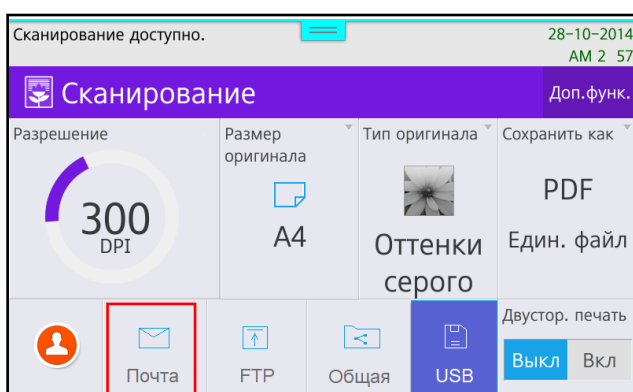 Сканирование доступно.
28-10-2014
AM 2 57
Сканирование
Доп.функ.
Разрешение
300
DPI
Размер
оригинала
A4
Тип оригинала
Оттенки
серого
Сохранить как
PDF
Един. файл
Почта
FTP
Общая
USB
Двустор. печать
Выкл
Вкл